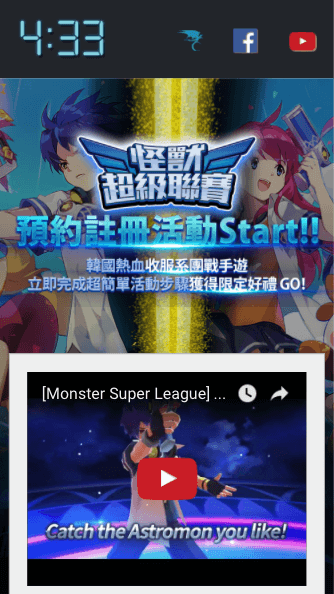 4:33
怪獸
超級聯賽
預約註冊活動Start!!
韓國熱血收服系團戰手遊
立即完成超簡單活動步驟獲得限定好禮 GO!
[Monster Super League] ...
Catch the Astromon you like!